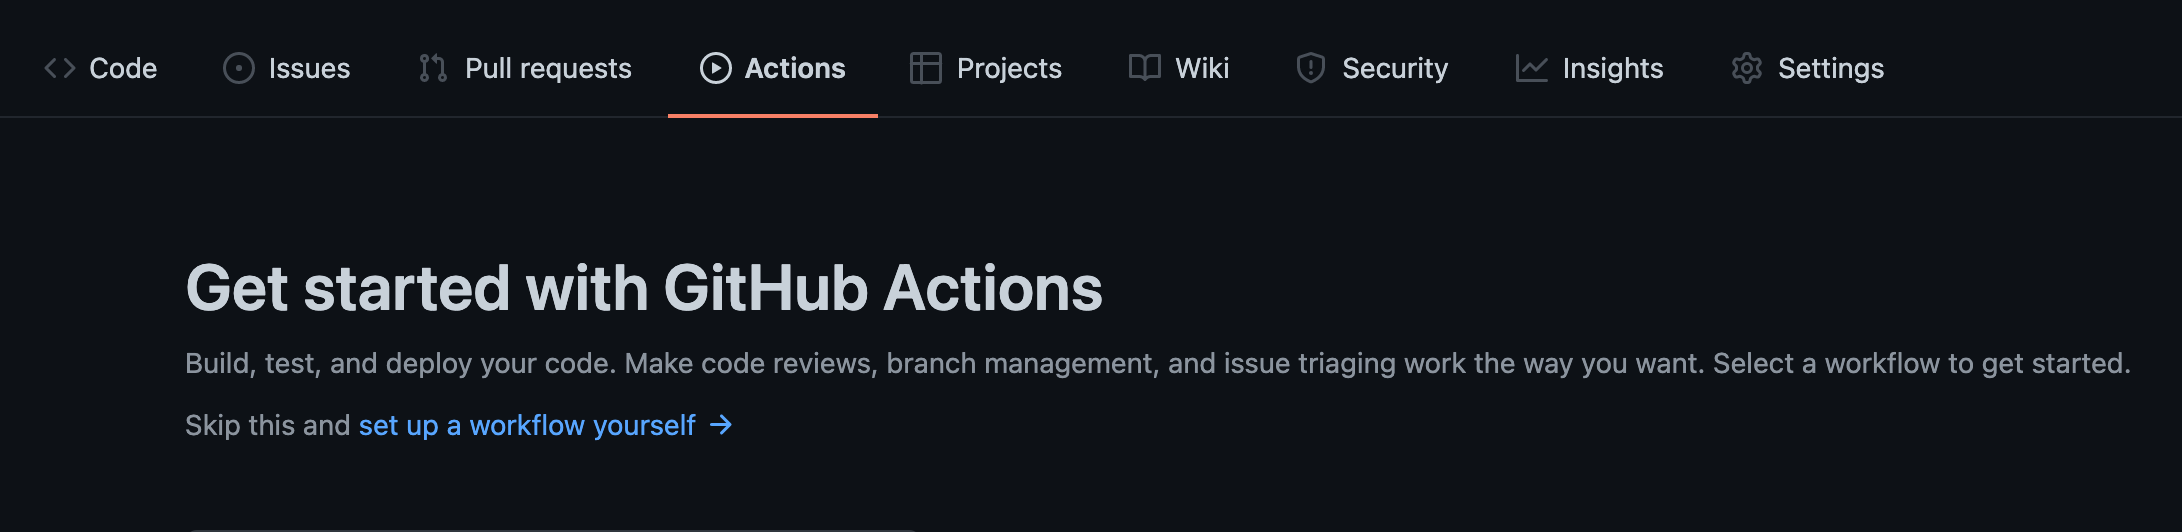 Code Issues Pull requests Actions Projects Wiki Security Insights Settings
Get started with GitHub Actions
Build, test, and deploy your code. Make code reviews, branch management, and issue triaging work the way you want. Select a workflow to get started.
Skip this and set up a workflow yourself →